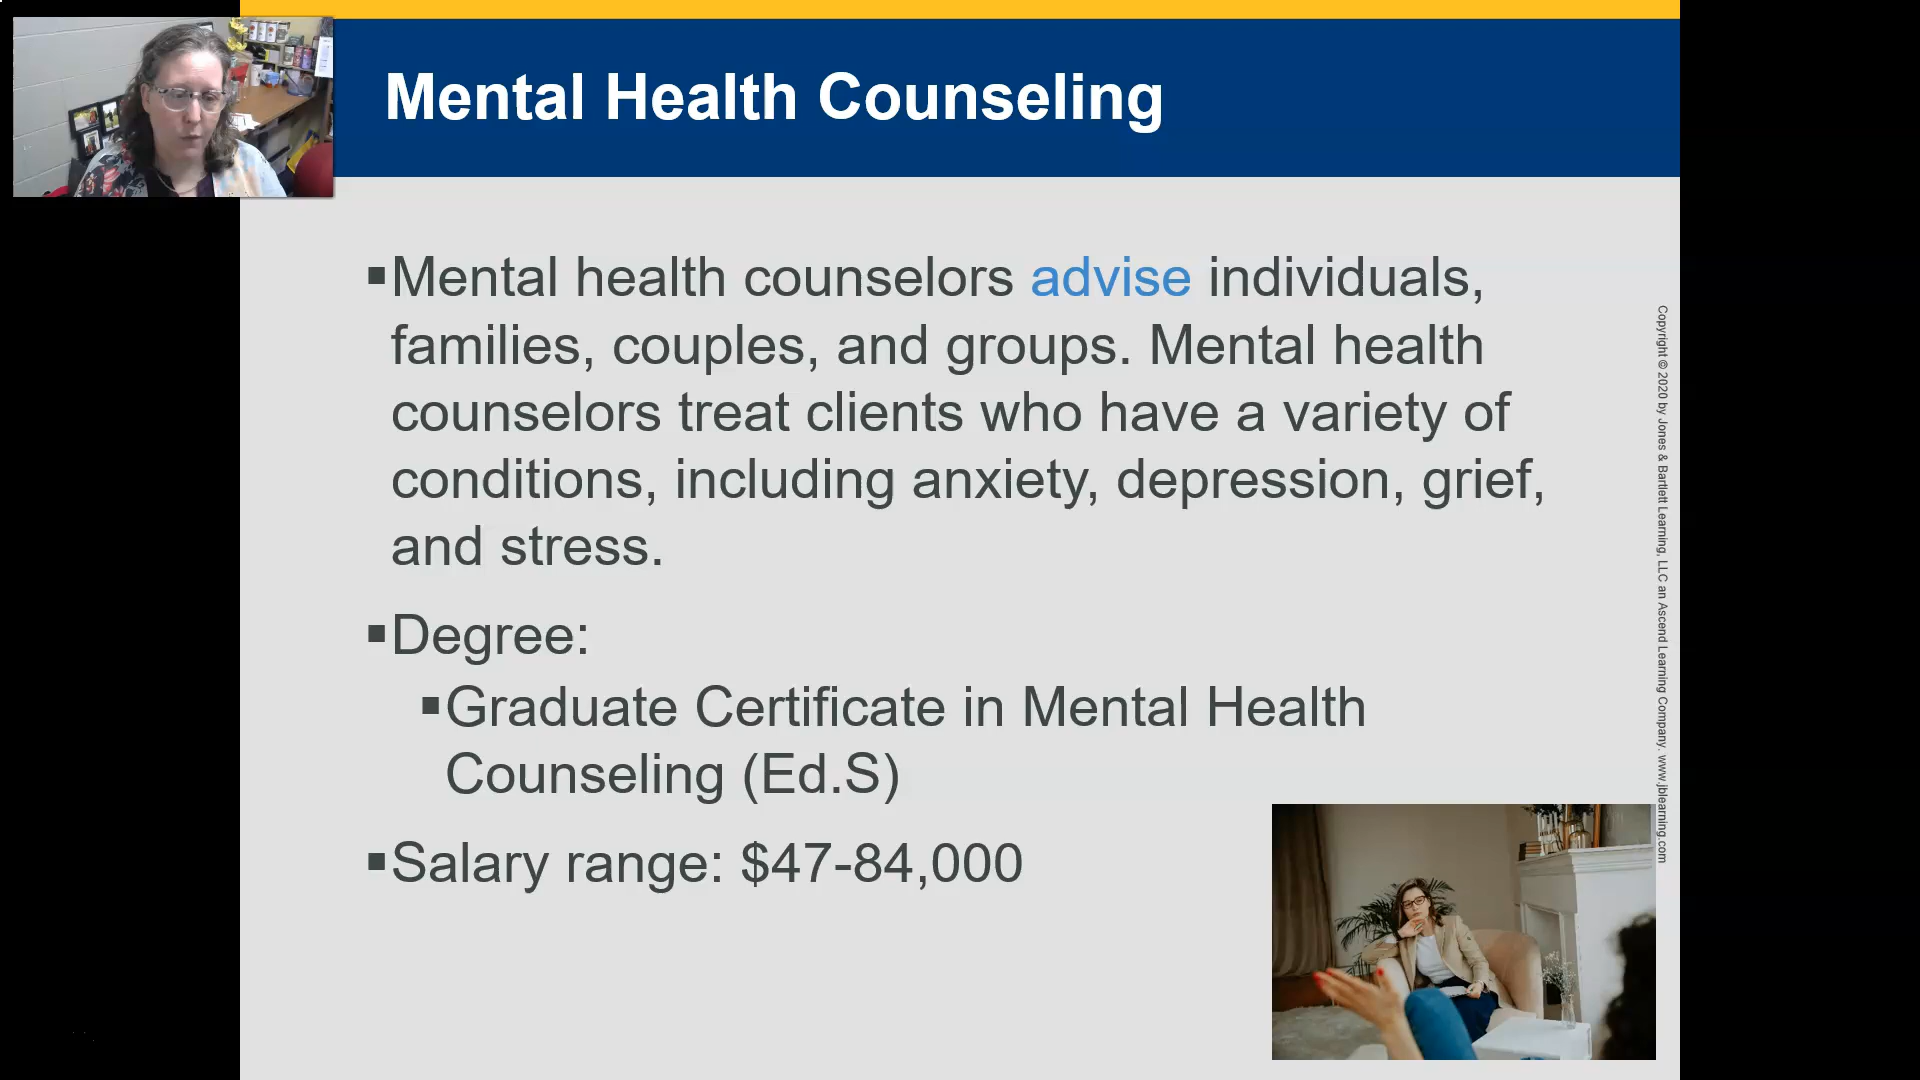 Mental Health Counseling
▪Mental health counselors advise individuals,
families, couples, and groups. Mental health
counselors treat clients who have a variety of
conditions, including anxiety, depression, grief,
and stress.
▪Degree:
▪Graduate Certificate in Mental Health
Counseling (Ed.S)
▪Salary range: $47-84,000
Copyright © 2020 by Jones & Bartlett Learning, LLC an Ascend Learning Company. www.jblearning.com